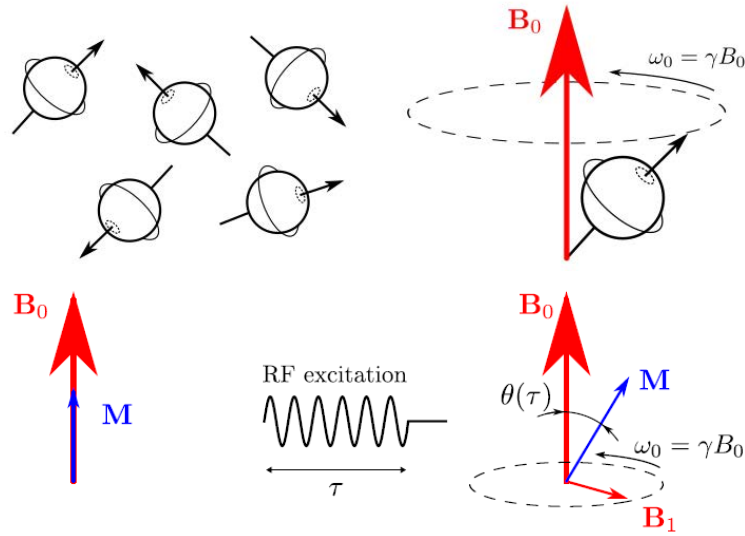 B₀
ω₀ = γB₀
B₀
M
RF excitation
τ
B₀
θ(τ)
M
ω₀ = γB₀
B₁